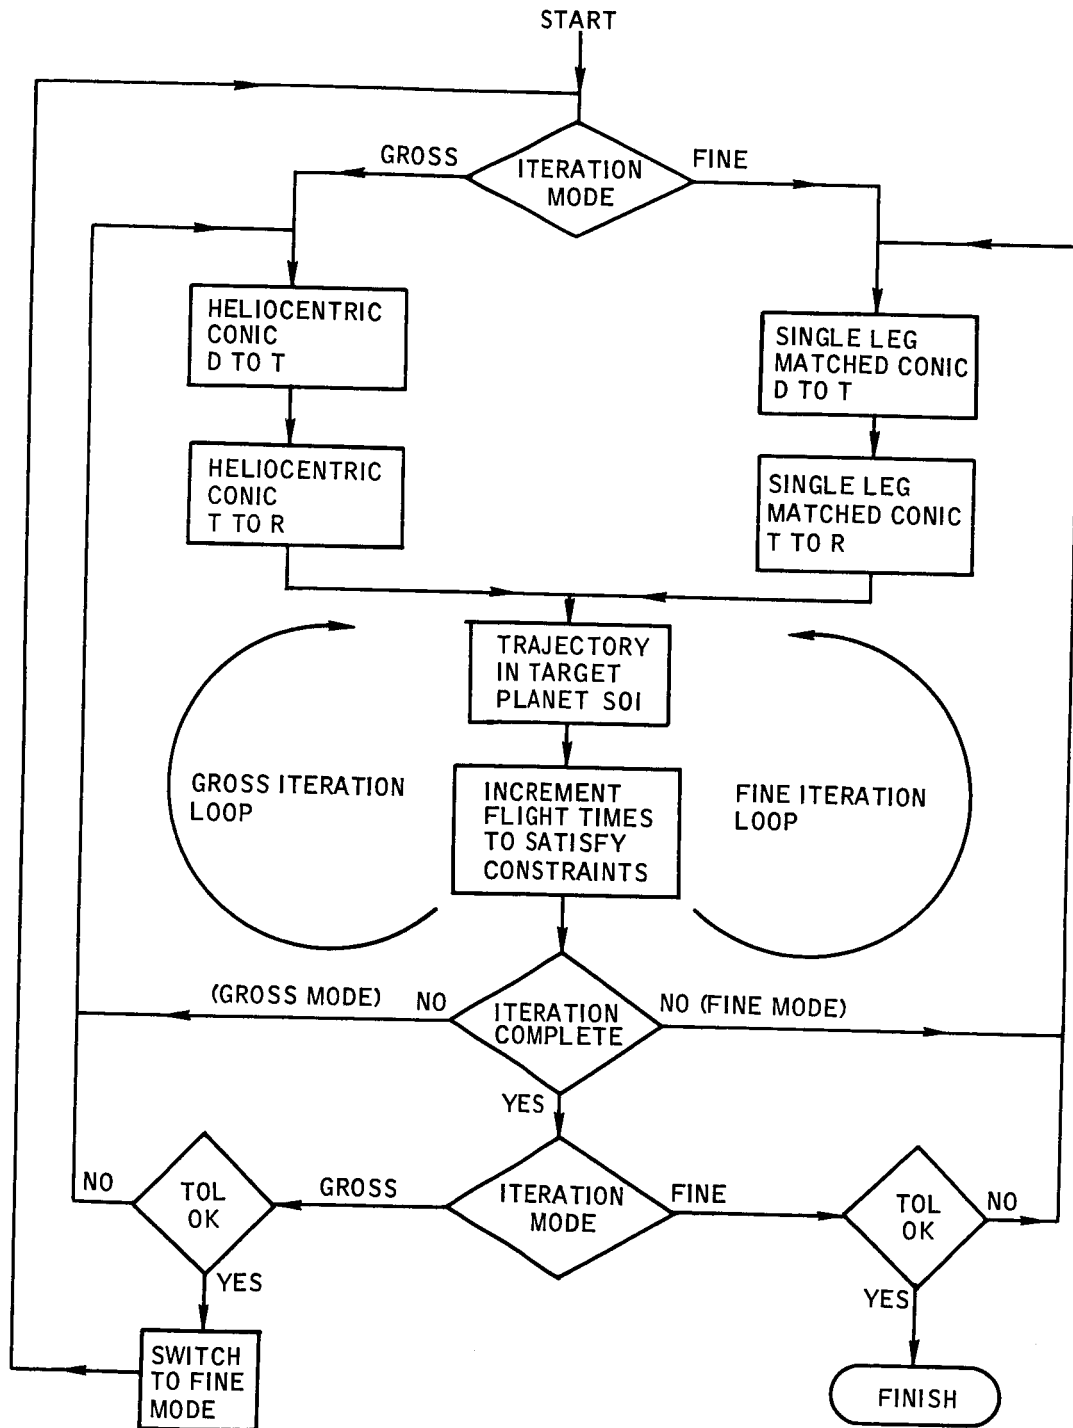 START
GROSS
FINE
ITERATION
MODE
HELIOCENTRIC
CONIC
D TO T
SINGLE LEG
MATCHED CONIC
D TO T
HELIOCENTRIC
CONIC
T TO R
SINGLE LEG
MATCHED CONIC
T TO R
TRAJECTORY
IN TARGET
PLANET SOI
GROSS ITERATION
LOOP
INCREMENT
FLIGHT TIMES
TO SATISFY
CONSTRAINTS
FINE ITERATION
LOOP
(GROSS MODE) NO
NO (FINE MODE)
ITERATION
COMPLETE
YES
NO
TOL
OK
GROSS
ITERATION
MODE
FINE
TOL
OK
NO
YES
YES
SWITCH
TO FINE
MODE
FINISH